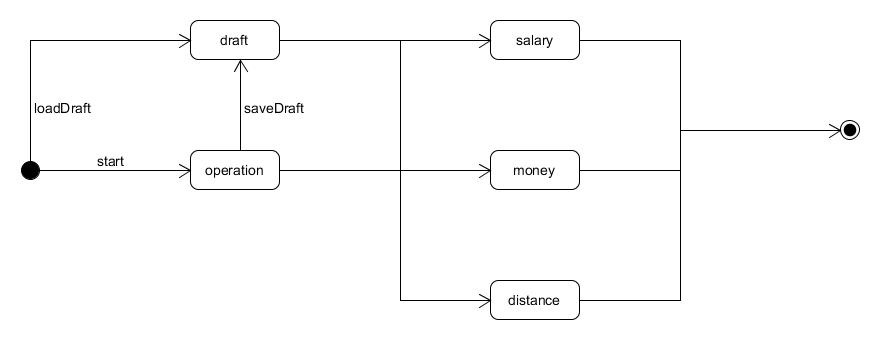 draft
salary
loadDraft
saveDraft
start
operation
money
distance